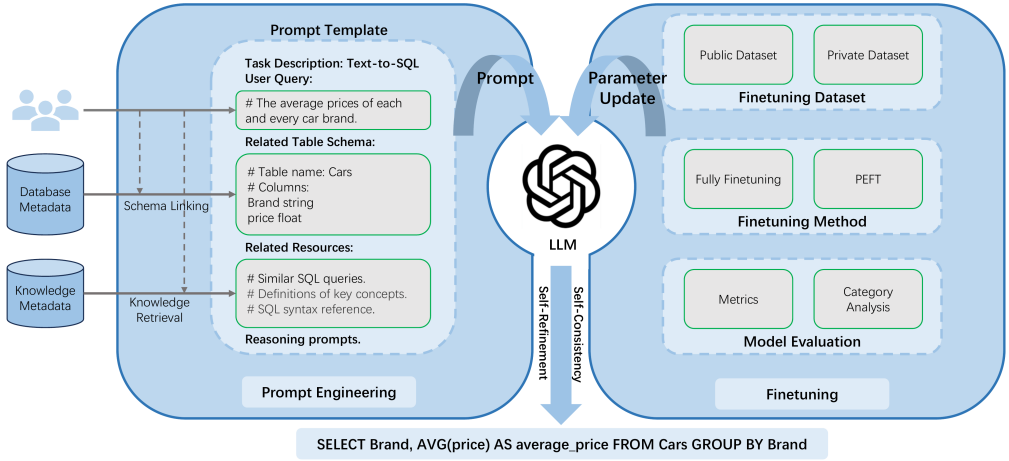 Prompt Template
Task Description: Text-to-SQL
User Query:
# The average prices of each
and every car brand.
Related Table Schema:
# Table name: Cars
# Columns:
Brand string
price float
Related Resources:
# Similar SQL queries.
# Definitions of key concepts.
# SQL syntax reference.
Reasoning prompts.
Prompt Engineering
Database
Metadata
Schema Linking
Knowledge
Metadata
Knowledge
Retrieval
Prompt
Parameter
Update
LLM
Self-Refinement
Self-Consistency
Public Dataset
Private Dataset
Finetuning Dataset
Fully Finetuning
PEFT
Finetuning Method
Metrics
Category
Analysis
Model Evaluation
Finetuning
SELECT Brand, AVG(price) AS average_price FROM Cars GROUP BY Brand